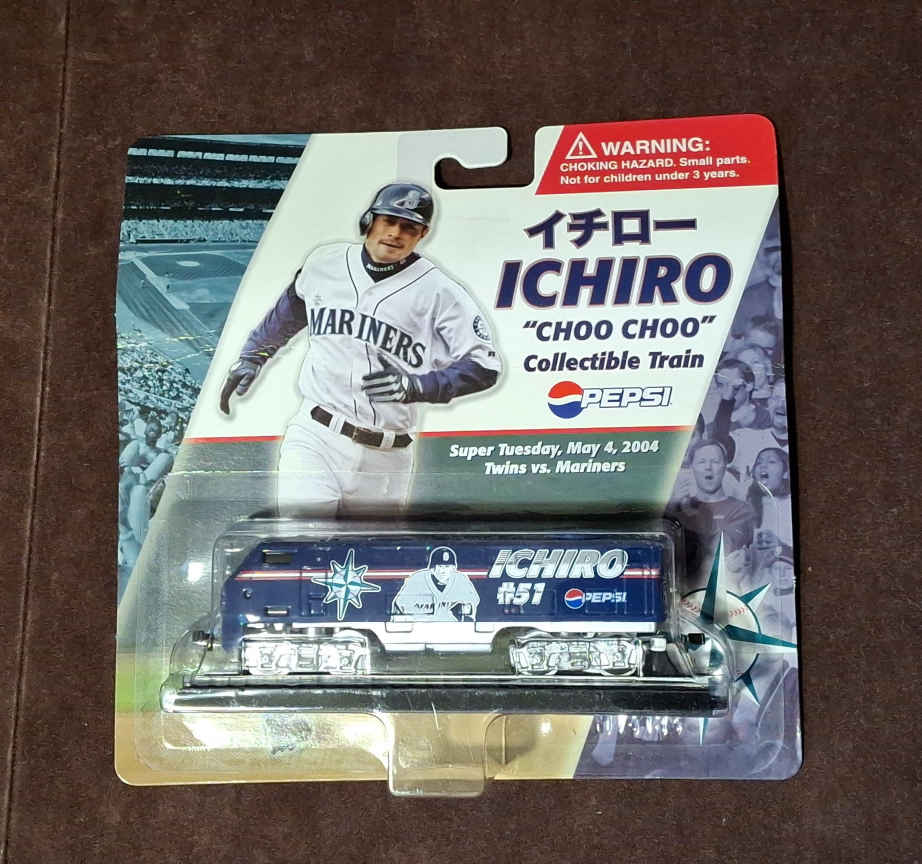 WARNING:
CHOKING HAZARD. Small parts.
Not for children under 3 years.
イチロー
ICHIRO
"CHOO CHOO"
Collectible Train
PEPSI
Super Tuesday, May 4, 2004
Twins vs. Mariners
MARINERS
MARINERS
ICHIRO
#51
PEPSI